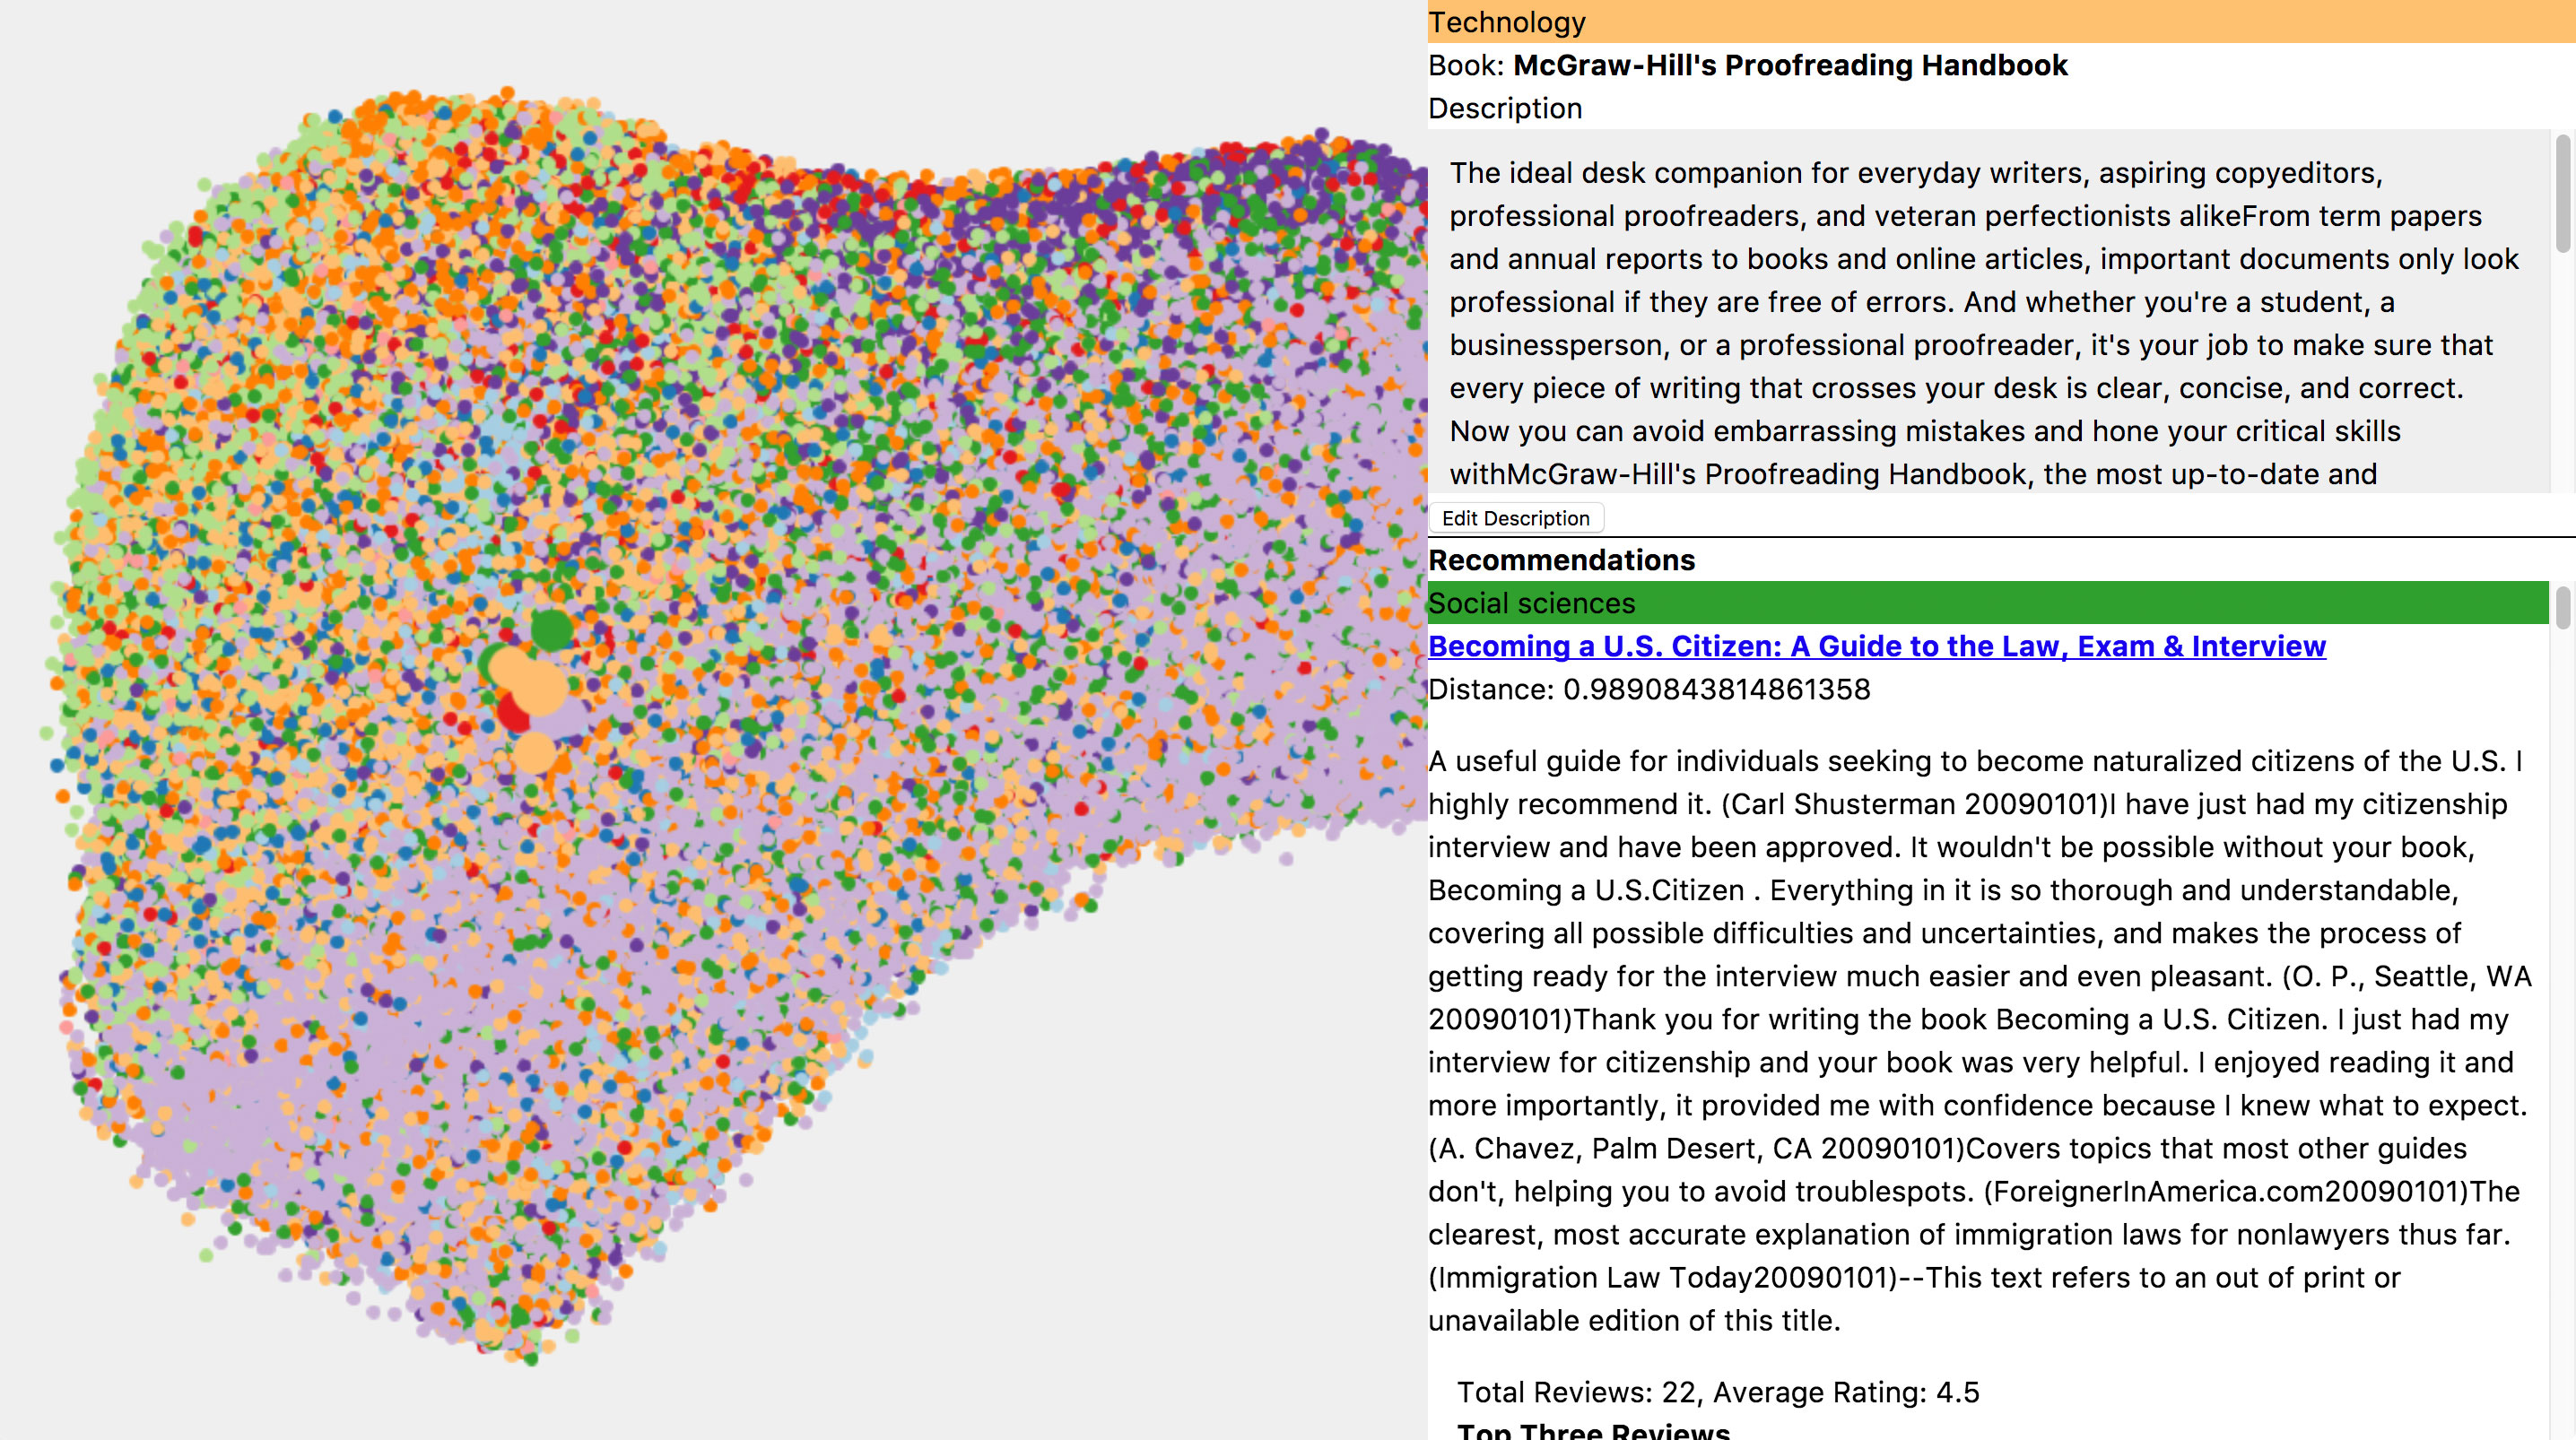 Technology
Book: McGraw-Hill's Proofreading Handbook
Description
The ideal desk companion for everyday writers, aspiring copyeditors,
professional proofreaders, and veteran perfectionists alikeFrom term papers
and annual reports to books and online articles, important documents only look
professional if they are free of errors. And whether you're a student, a
businessperson, or a professional proofreader, it's your job to make sure that
every piece of writing that crosses your desk is clear, concise, and correct.
Now you can avoid embarrassing mistakes and hone your critical skills
withMcGraw-Hill's Proofreading Handbook, the most up-to-date and
Edit Description
Recommendations
Social sciences
Becoming a U.S. Citizen: A Guide to the Law, Exam & Interview
Distance: 0.9890843814861358
A useful guide for individuals seeking to become naturalized citizens of the U.S. I
highly recommend it. (Carl Shusterman 20090101)I have just had my citizenship
interview and have been approved. It wouldn't be possible without your book,
Becoming a U.S.Citizen . Everything in it is so thorough and understandable,
covering all possible difficulties and uncertainties, and makes the process of
getting ready for the interview much easier and even pleasant. (O. P., Seattle, WA
20090101)Thank you for writing the book Becoming a U.S. Citizen. I just had my
interview for citizenship and your book was very helpful. I enjoyed reading it and
more importantly, it provided me with confidence because I knew what to expect.
(A. Chavez, Palm Desert, CA 20090101)Covers topics that most other guides
don't, helping you to avoid troublespots. (ForeignerInAmerica.com20090101)The
clearest, most accurate explanation of immigration laws for nonlawyers thus far.
(Immigration Law Today20090101)--This text refers to an out of print or
unavailable edition of this title.
Total Reviews: 22, Average Rating: 4.5
Top Three Reviews